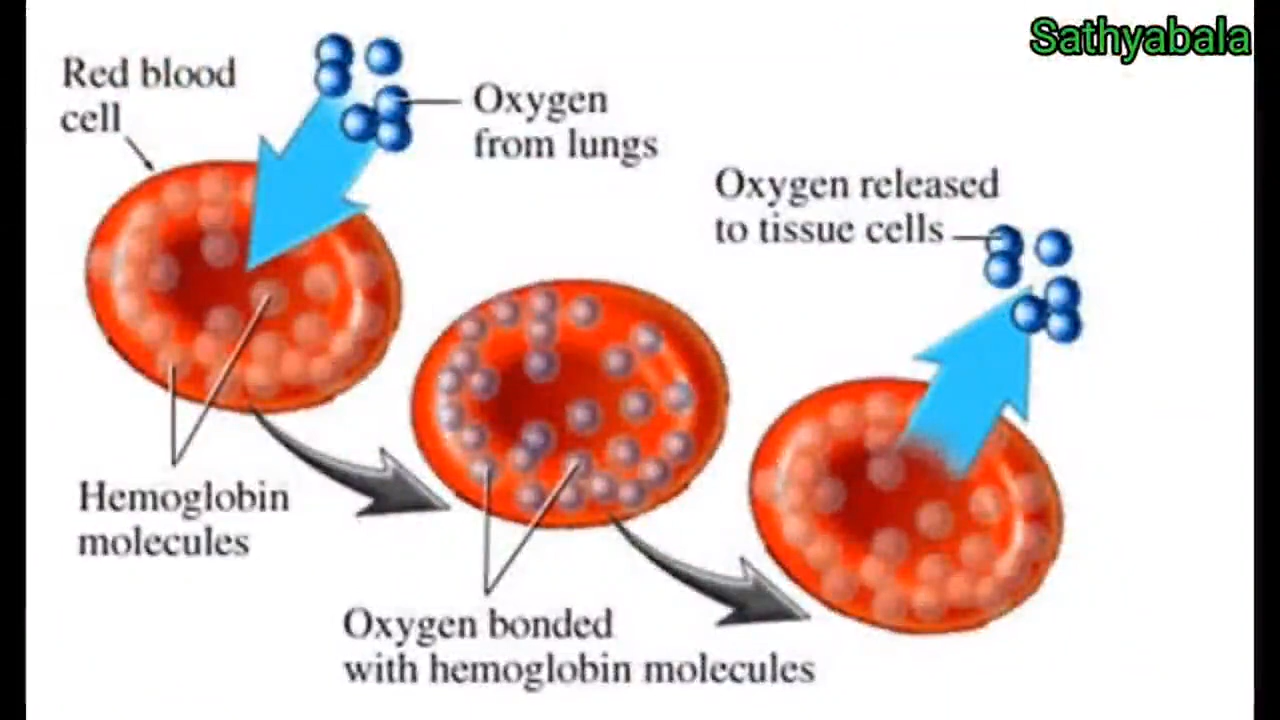 Sathyabala
Red blood
cell
Oxygen
from lungs
Oxygen released
to tissue cells
Hemoglobin
molecules
Oxygen bonded
with hemoglobin molecules